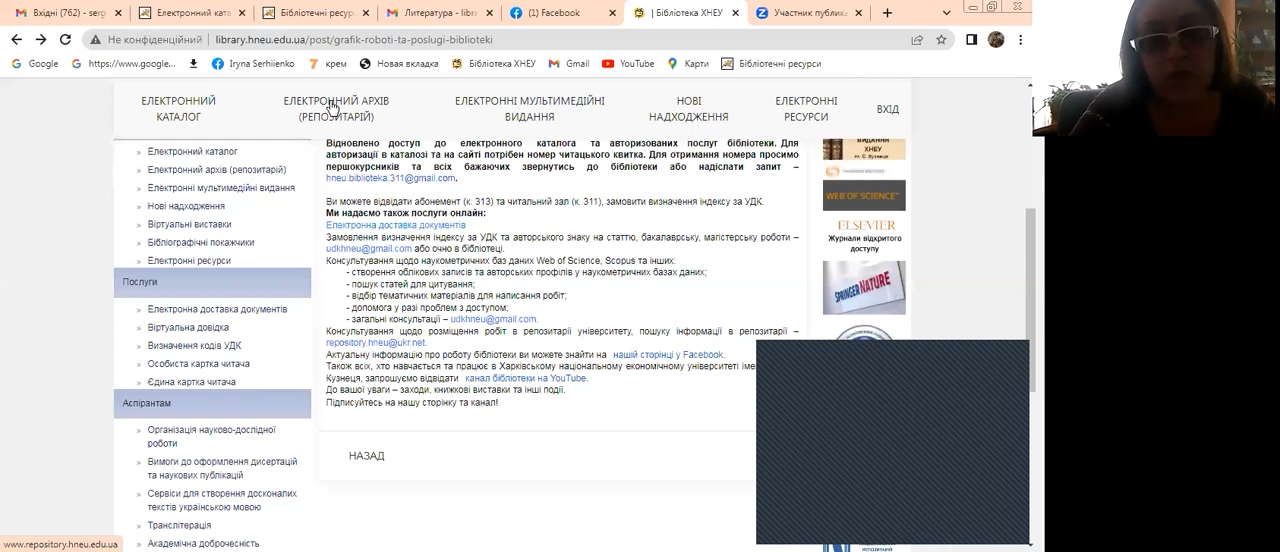 Вхідні (762) - serg
Електронний ката
Бібліотечні ресур
Литература - libra
(1) Facebook
| Бібліотека ХНЕУ
Участник публика
Не конфіденційний
library.hneu.edu.ua/post/grafik-roboti-ta-poslugi-biblioteki
Google
https://www.google...
Iryna Serhiienko
крем
Новая вкладка
Бібліотека ХНЕУ
Gmail
YouTube
Карти
Бібліотечні ресурси
ЕЛЕКТРОННИЙ
КАТАЛОГ
ЕЛЕКТРОННИЙ АРХІВ
(РЕПОЗИТАРІЙ)
ЕЛЕКТРОННІ МУЛЬТИМЕДІЙНІ
ВИДАННЯ
НОВІ
НАДХОДЖЕННЯ
ЕЛЕКТРОННІ
РЕСУРСИ
ВХІД
» Електронний каталог
» Електронний архів (репозитарій)
» Електронні мультимедійні видання
» Нові надходження
» Віртуальні виставки
» Бібліографічні покажчики
» Електронні ресурси
Послуги
» Електронна доставка документів
» Віртуальна довідка
» Визначення кодів УДК
» Особиста картка читача
» Єдина картка читача
Аспірантам
» Організація науково-дослідної
роботи
» Вимоги до оформлення дисертацій
та наукових публікацій
» Сервіси для створення досконалих
текстів українською мовою
» Транслітерація
» Академічна доброчесність
Відновлено доступ до електронного каталога та авторизованих послуг бібліотеки. Для
авторизації в каталозі та на сайті потрібен номер читацького квитка. Для отримання номера просимо
першокурсників та всіх бажаючих звернутись до бібліотеки або надіслати запит –
hneu.biblioteka.311@gmail.com.
Ви можете відвідати абонемент (к. 313) та читальний зал (к. 311), замовити визначення індексу за УДК.
Ми надаємо також послуги онлайн:
Електронна доставка документів
Замовлення визначення індексу за УДК та авторського знаку на статтю, бакалаврську, магістерську роботи –
udkhneu@gmail.com або очно в бібліотеці.
Консультування щодо наукометричних баз даних Web of Science, Scopus та інших:
- створення облікових записів та авторських профілів у наукометричних базах даних;
- пошук статей для цитування;
- відбір тематичних матеріалів для написання робіт;
- допомога у разі проблем з доступом;
- загальні консультації – udkhneu@gmail.com.
Консультування щодо розміщення робіт в репозитарії університету, пошуку інформації в репозитарії –
repository.hneu@ukr.net.
Актуальну інформацію про роботу бібліотеки ви можете знайти на нашій сторінці у Facebook.
Також всіх, хто навчається та працює в Харківському національному економічному університеті іме
Кузнеця, запрошуємо відвідати канал бібліотеки на YouTube.
До вашої уваги – заходи, книжкові виставки та інші події.
Підписуйтесь на нашу сторінку та канал!
НАЗАД
ВИДАННЯ
ХНЕУ
WEB OF SCIENCE
ELSEVIER
Журнали відкритого
доступу
SPRINGER NATURE
www.repository.hneu.edu.ua